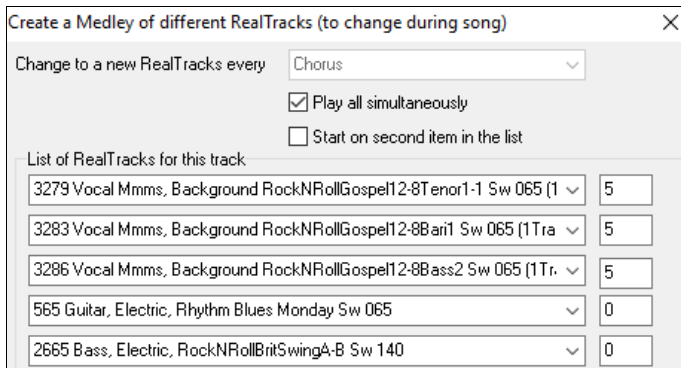 Create a Medley of different RealTracks (to change during song)
Change to a new RealTracks every Chorus
Play all simultaneously
Start on second item in the list
List of RealTracks for this track
3279 Vocal Mmms, Background RockNRollGospel12-8Tenor1-1 Sw 065 (1 5
3283 Vocal Mmms, Background RockNRollGospel12-8Bari1 Sw 065 (1Tra 5
3286 Vocal Mmms, Background RockNRollGospel12-8Bass2 Sw 065 (1Tr. 5
565 Guitar, Electric, Rhythm Blues Monday Sw 065 0
2665 Bass, Electric, RockNRollBritSwingA-B Sw 140 0